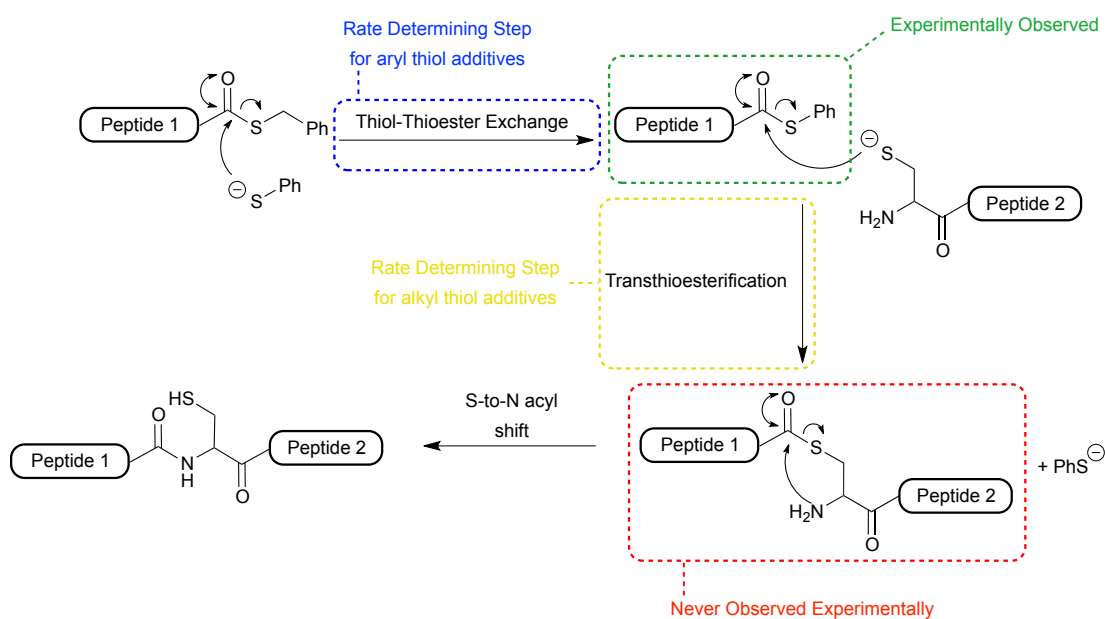 Rate Determining Step
for aryl thiol additives
Experimentally Observed
O
Peptide 1
S
Ph
Thiol-Thioester Exchange
O
Peptide 1
S
Ph
⊖
S
Ph
⊖
S
H2N
O
Peptide 2
Rate Determining Step
for alkyl thiol additives
Transthioesterification
HS
O
Peptide 1
N
H
O
Peptide 2
S-to-N acyl
shift
O
Peptide 1
S
H2N
O
Peptide 2
+ PhS⊖
Never Observed Experimentally